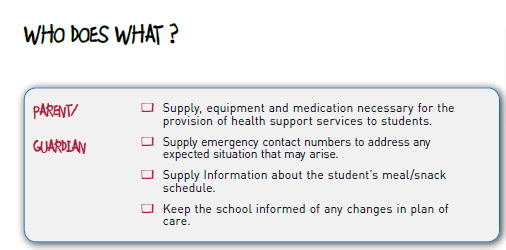 WHO DOES WHAT ?
PARENT/
GUARDIAN
Supply, equipment and medication necessary for the
provision of health support services to students.
Supply emergency contact numbers to address any
expected situation that may arise.
Supply Information about the student's meal/snack
schedule.
Keep the school informed of any changes in plan of
care.